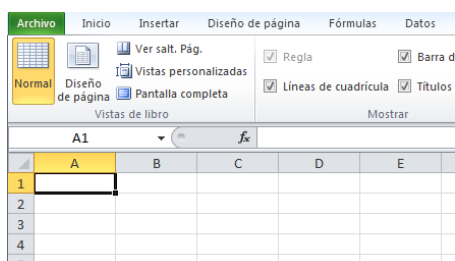 Archivo Inicio Insertar Diseño de página Fórmulas Datos
Normal
Diseño de página
Ver salt. Pág.
Vistas personalizadas
Pantalla completa
Vistas de libro
Regla
Barra d
Líneas de cuadrícula
Títulos
Mostrar
A1 fx
A B C D E
1
2
3
4